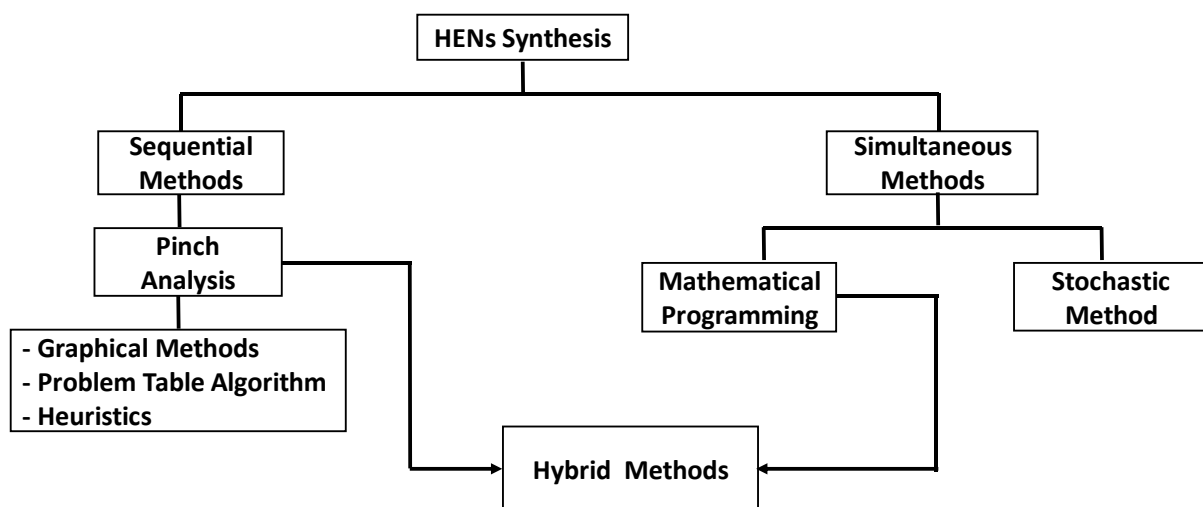 HENs Synthesis
Sequential
Methods
Simultaneous
Methods
Pinch
Analysis
Mathematical
Programming
Stochastic
Method
- Graphical Methods
- Problem Table Algorithm
- Heuristics
Hybrid Methods